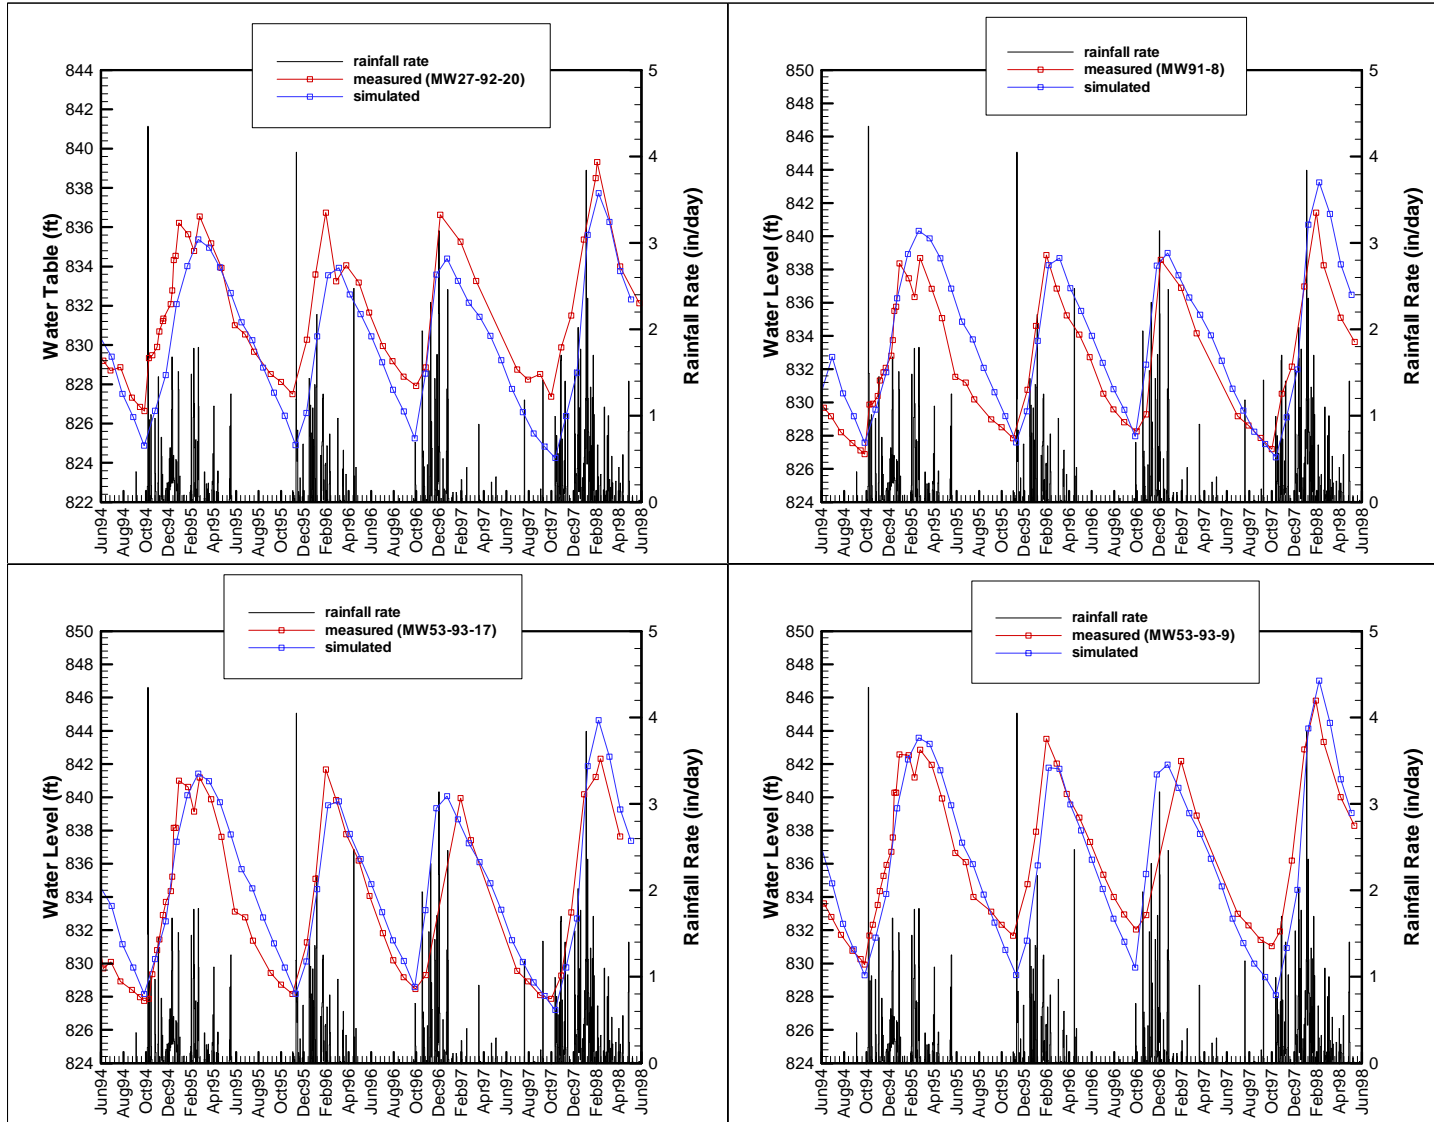 rainfall rate
measured (MW27-92-20)
simulated
844
842
840
838
836
834
832
830
828
826
824
822
Water Table (ft)
5
4
3
2
1
0
Rainfall Rate (in/day)
Jun94
Aug94
Oct94
Dec94
Feb95
Apr95
Jun95
Aug95
Oct95
Dec95
Feb96
Apr96
Jun96
Aug96
Oct96
Dec96
Feb97
Apr97
Jun97
Aug97
Oct97
Dec97
Feb98
Apr98
Jun98
rainfall rate
measured (MW91-8)
simulated
850
848
846
844
842
840
838
836
834
832
830
828
826
824
Water Level (ft)
5
4
3
2
1
0
Rainfall Rate (in/day)
Jun94
Aug94
Oct94
Dec94
Feb95
Apr95
Jun95
Aug95
Oct95
Dec95
Feb96
Apr96
Jun96
Aug96
Oct96
Dec96
Feb97
Apr97
Jun97
Aug97
Oct97
Dec97
Feb98
Apr98
Jun98
rainfall rate
measured (MW53-93-17)
simulated
850
848
846
844
842
840
838
836
834
832
830
828
826
824
Water Level (ft)
5
4
3
2
1
0
Rainfall Rate (in/day)
Jun94
Aug94
Oct94
Dec94
Feb95
Apr95
Jun95
Aug95
Oct95
Dec95
Feb96
Apr96
Jun96
Aug96
Oct96
Dec96
Feb97
Apr97
Jun97
Aug97
Oct97
Dec97
Feb98
Apr98
Jun98
rainfall rate
measured (MW53-93-9)
simulated
850
848
846
844
842
840
838
836
834
832
830
828
826
824
Water Level (ft)
5
4
3
2
1
0
Rainfall Rate (in/day)
Jun94
Aug94
Oct94
Dec94
Feb95
Apr95
Jun95
Aug95
Oct95
Dec95
Feb96
Apr96
Jun96
Aug96
Oct96
Dec96
Feb97
Apr97
Jun97
Aug97
Oct97
Dec97
Feb98
Apr98
Jun98